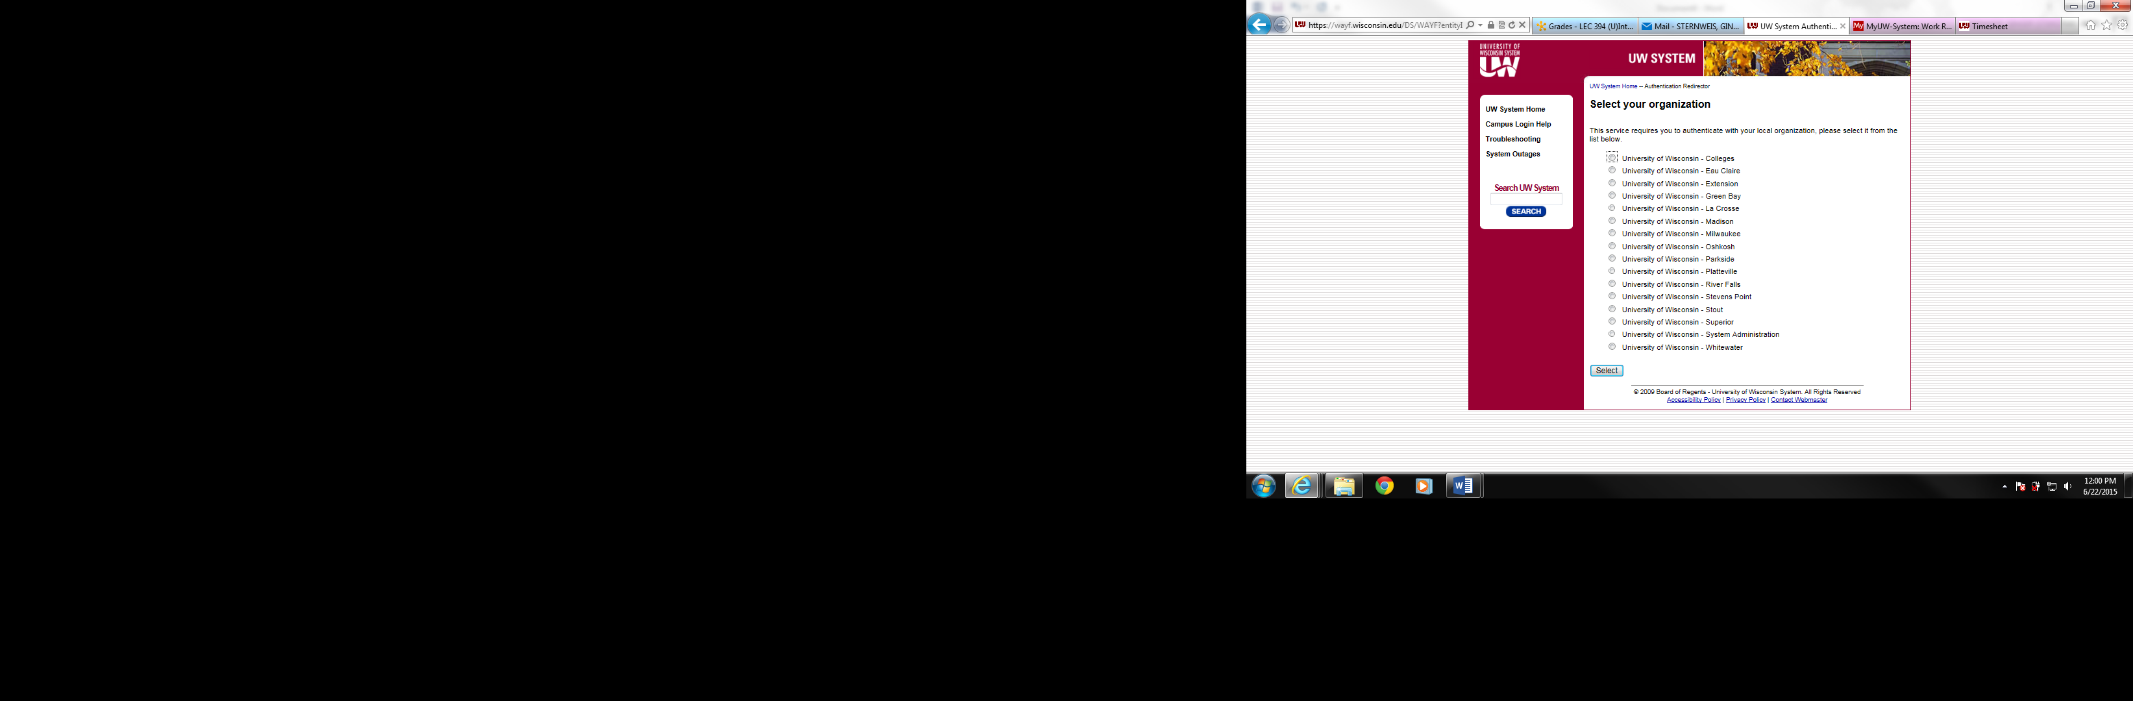 https://wayf.wisconsin.edu/DS/WAYF?entityI
Grades - LEC 394 (U)Int...
Mail - STERNWEIS, GIN...
UW System Authenti...
MyUW-System: Work R...
Timesheet
UNIVERSITY OF
WISCONSIN SYSTEM
UW
UW SYSTEM
UW System Home
Campus Login Help
Troubleshooting
System Outages
Search UW System
SEARCH
UW System Home -- Authentication Redirector
Select your organization
This service requires you to authenticate with your local organization, please select it from the
list below.
University of Wisconsin - Colleges
University of Wisconsin - Eau Claire
University of Wisconsin - Extension
University of Wisconsin - Green Bay
University of Wisconsin - La Crosse
University of Wisconsin - Madison
University of Wisconsin - Milwaukee
University of Wisconsin - Oshkosh
University of Wisconsin - Parkside
University of Wisconsin - Platteville
University of Wisconsin - River Falls
University of Wisconsin - Stevens Point
University of Wisconsin - Stout
University of Wisconsin - Superior
University of Wisconsin - System Administration
University of Wisconsin - Whitewater
Select
© 2009 Board of Regents - University of Wisconsin System. All Rights Reserved
Accessibility Policy | Privacy Policy | Contact Webmaster
12:00 PM
6/22/2015